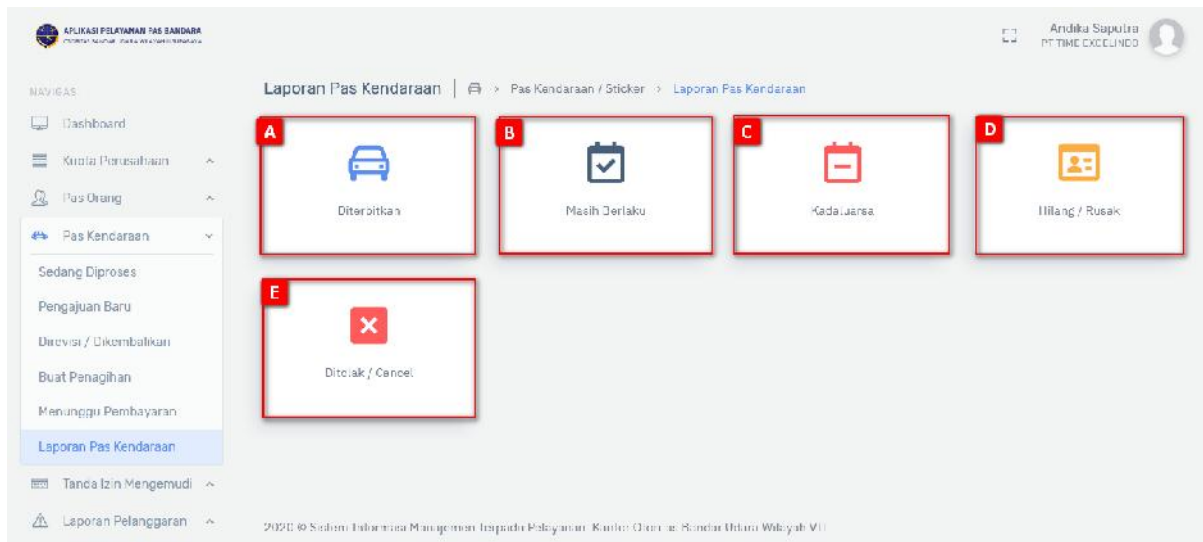 APLIKASI PELAYANAN PAS BANDARA
Andika Saputra
PT TIME EXCELINDO
NAVIGAS
Laporan Pas Kendaraan
Pas Kendaraan / Sticker > Laporan Pas Kendaraan
Dashboard
Kuota Perusahaan
Pas Orang
Pas Kendaraan
Sedang Diproses
Pengajuan Baru
Direvisi / Dikembalikan
Buat Penagihan
Menunggu Pembayaran
Laporan Pas Kendaraan
Tanda Izin Mengemudi
Laporan Pelanggaran
A
Diterbitkan
B
Masih Berlaku
C
Kadaluarsa
D
Hilang / Rusak
E
Ditolak / Cancel
2020 © Sistem Informasi Manajemen Terpadu Pelayanan Kantor Otoritas Bandar Udara Wilayah